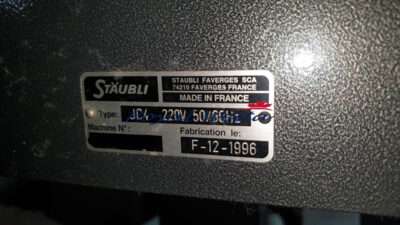 STÄUBLI
STAUBLI FAVERGES SCA
74210 FAVERGES FRANCE
MADE IN FRANCE
Type: JC4 220V 50/60HZ
Machine N°:
Fabrication le:
F-12-1996